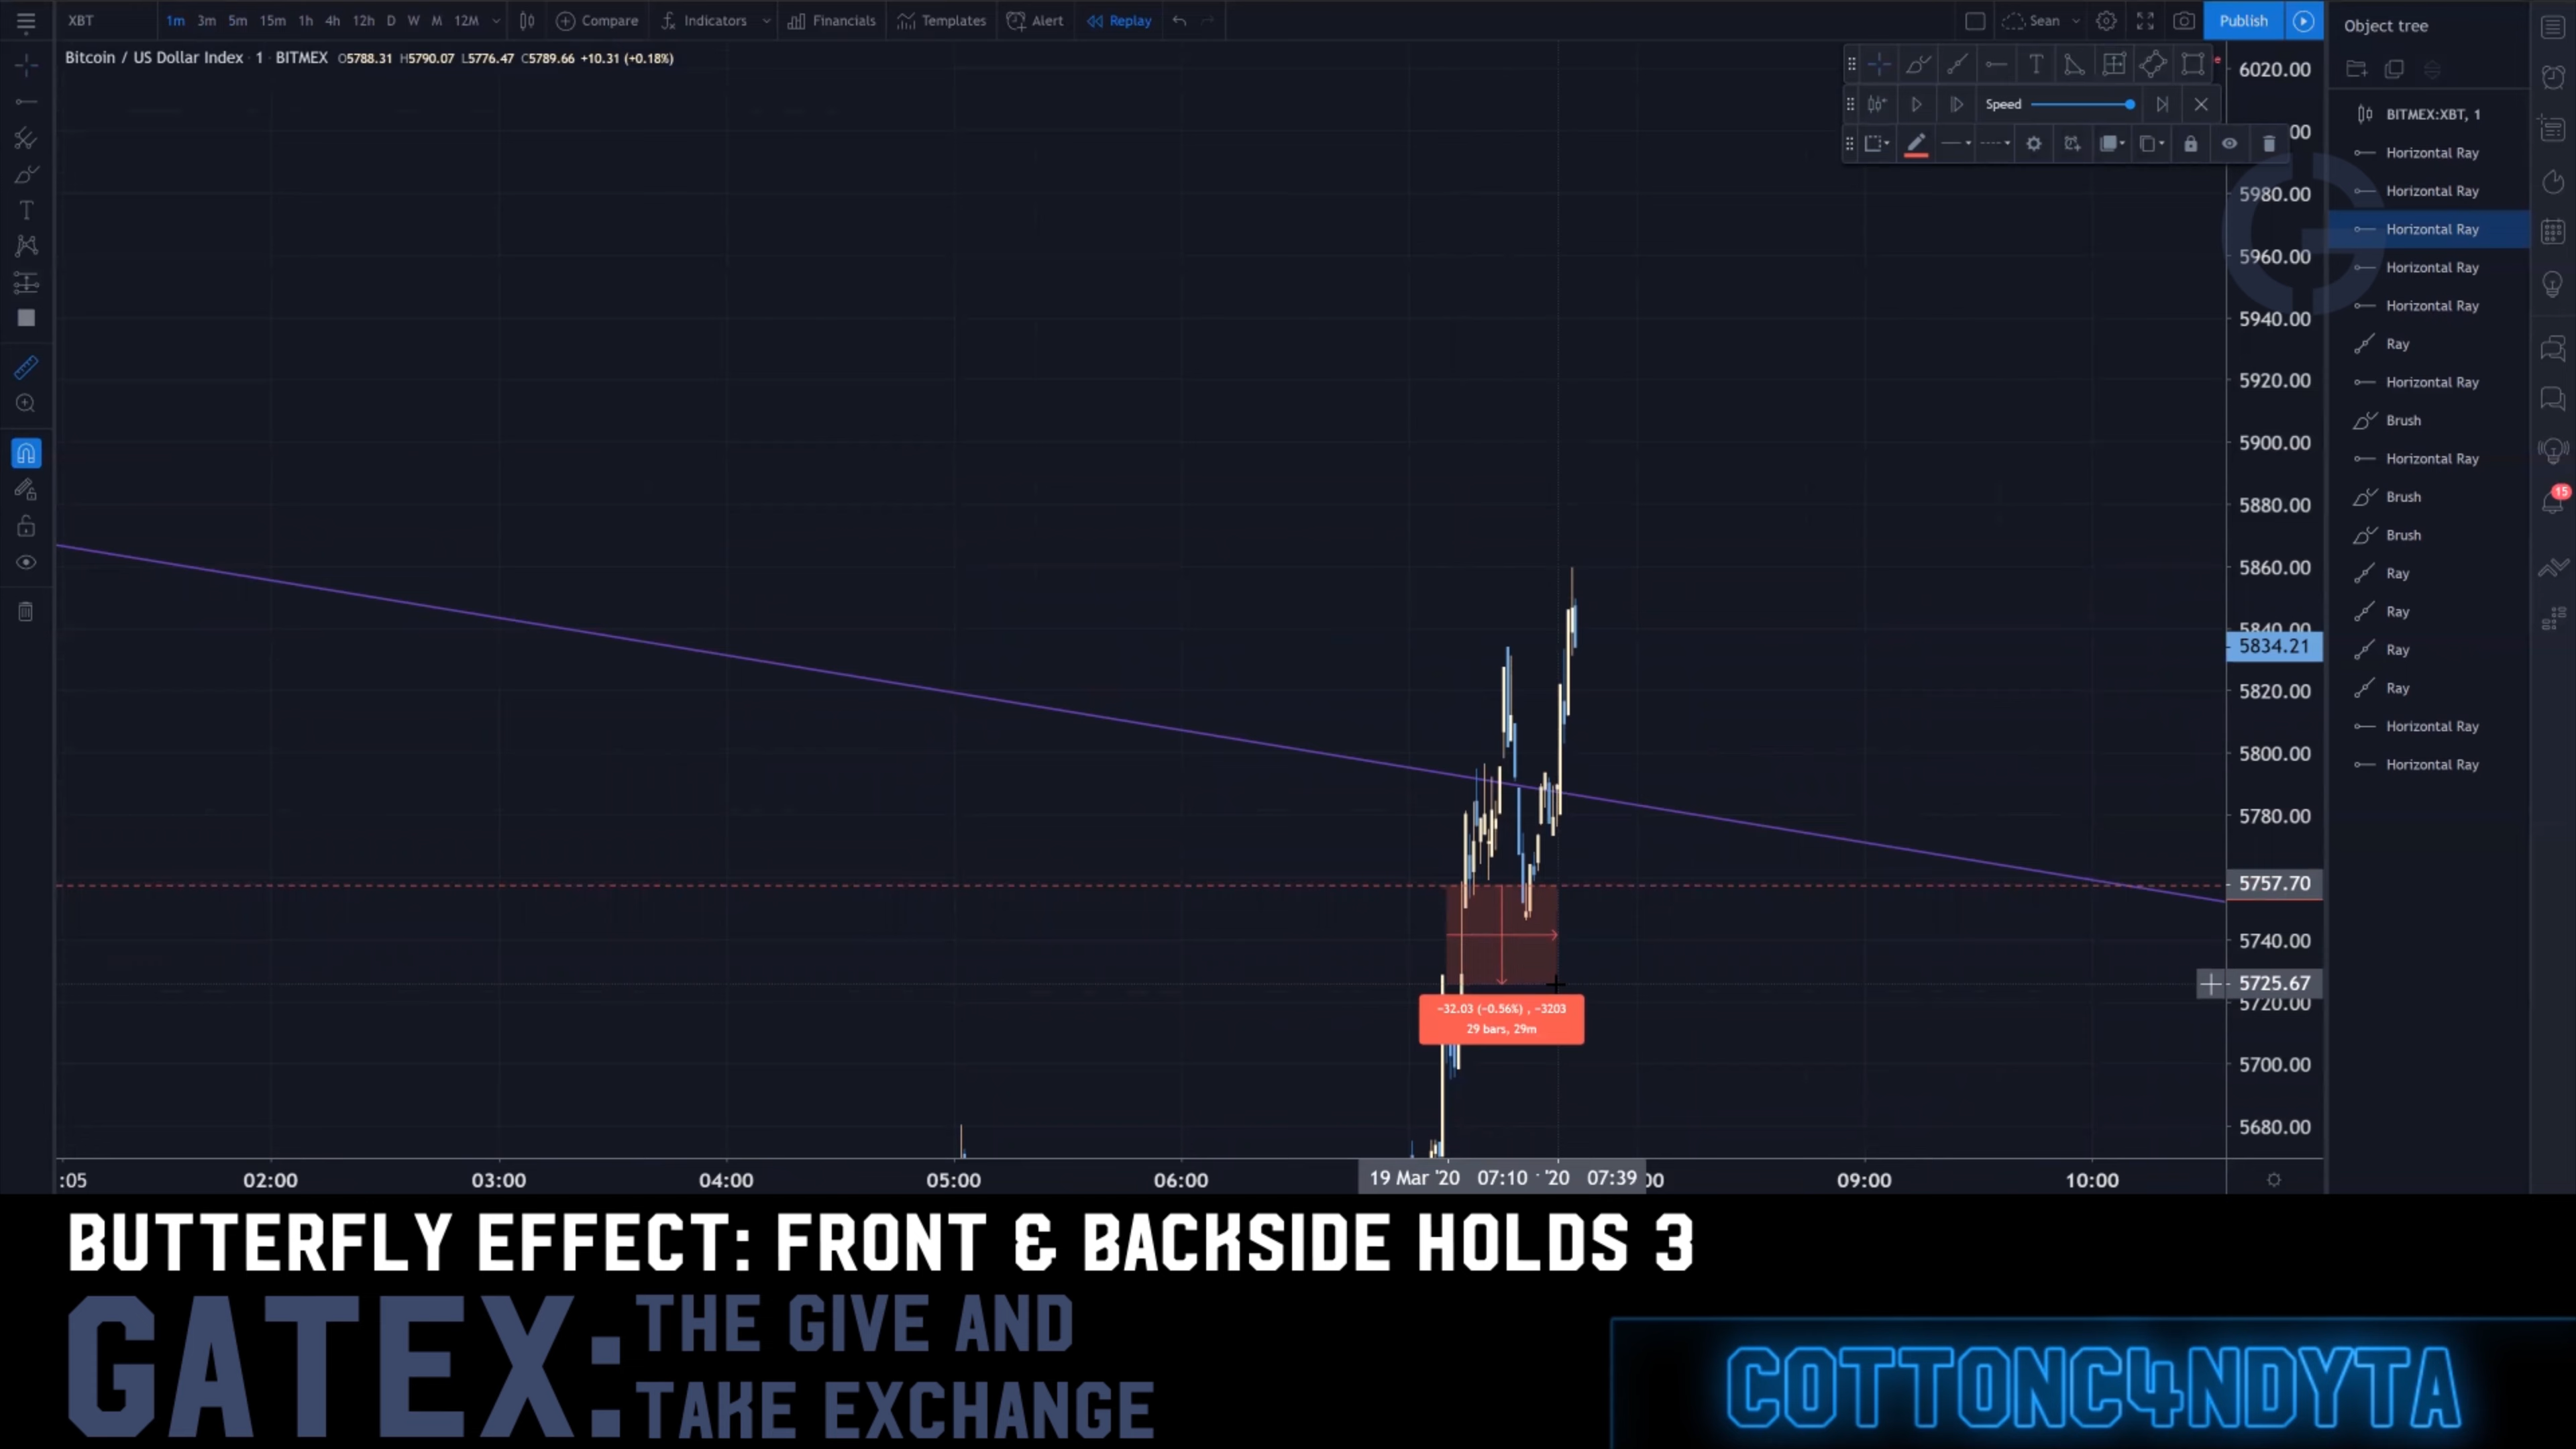 XBT 1m 3m 5m 15m 1h 4h 12h D W M 12M Compare Indicators Financials Templates Alert Replay Sean Publish
Object tree
Bitcoin / US Dollar Index · 1 · BITMEX O5788.31 H5790.07 L5776.47 C5789.66 +10.31 (+0.18%)
Speed
6020.00
00
5980.00
5960.00
5940.00
5920.00
5900.00
5880.00
5860.00
5840.00
5834.21
5820.00
5800.00
5780.00
5757.70
5740.00
5725.67
5720.00
5700.00
5680.00
BITMEX:XBT, 1
Horizontal Ray
Horizontal Ray
Horizontal Ray
Horizontal Ray
Horizontal Ray
Ray
Horizontal Ray
Brush
Horizontal Ray
Brush
Brush
Ray
Ray
Ray
Ray
Horizontal Ray
Horizontal Ray
15
-32.03 (-0.56%) , -3203
29 bars, 29m
:05 02:00 03:00 04:00 05:00 06:00 19 Mar '20 07:10 · '20 07:39 00 09:00 10:00
BUTTERFLY EFFECT: FRONT & BACKSIDE HOLDS 3
GATEX: THE GIVE AND
TAKE EXCHANGE
COTTONC4NDYTA